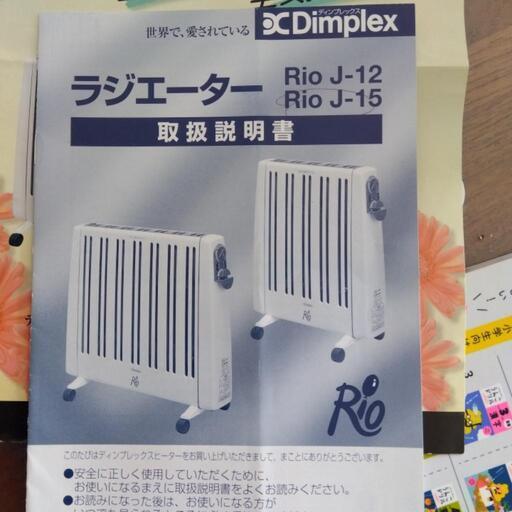 世界で、愛されている
ディンプレックス
Dimplex
ラジエーター
Rio J-12
Rio J-15
取扱説明書
Rio
Rio
このたびはディンプレックスヒーターをお買い上げいただきまして、まことにありがとうございます。
●安全に正しく使用していただくために、
お使いになるまえに取扱説明書をよくお読みください。
●お読みになった後は、お使いになる方が
小学生向け